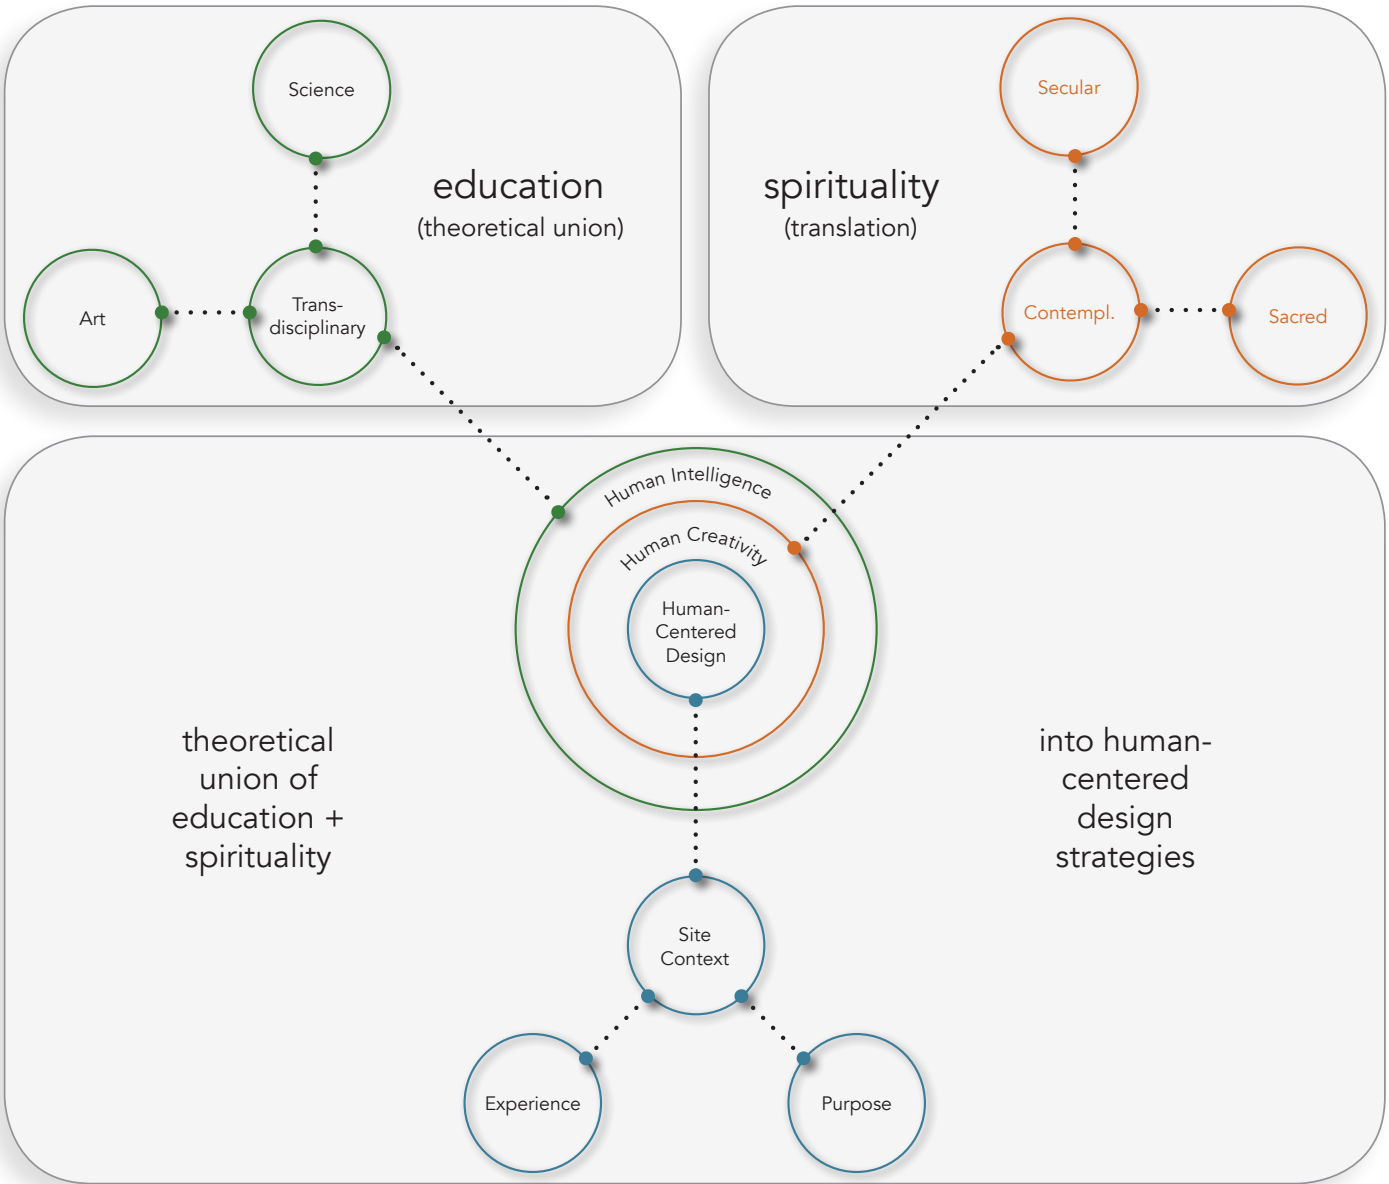 Science
education
(theoretical union)
Art
Trans-
disciplinary
Secular
spirituality
(translation)
Contempl.
Sacred
Human Intelligence
Human Creativity
Human-
Centered
Design
theoretical
union of
education +
spirituality
into human-
centered
design
strategies
Site
Context
Experience
Purpose